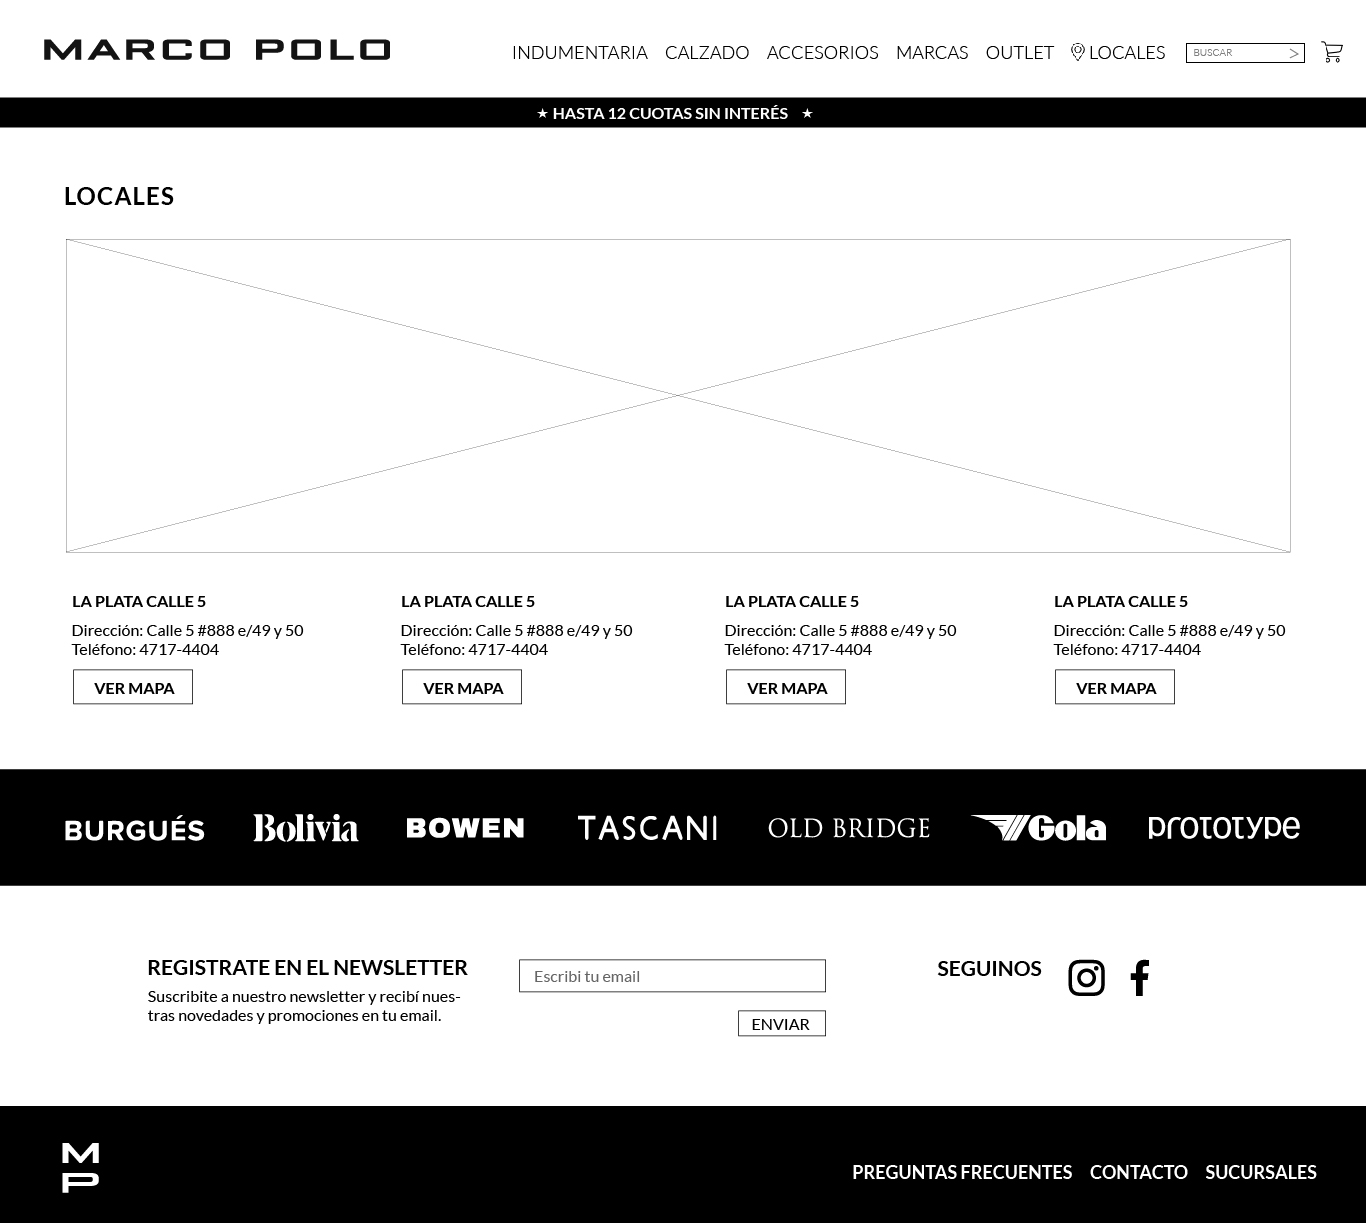 MARCO POLO
INDUMENTARIA CALZADO ACCESORIOS MARCAS OUTLET LOCALES BUSCAR >
★ HASTA 12 CUOTAS SIN INTERÉS ★
LOCALES
LA PLATA CALLE 5
Dirección: Calle 5 #888 e/49 y 50
Teléfono: 4717-4404
VER MAPA
LA PLATA CALLE 5
Dirección: Calle 5 #888 e/49 y 50
Teléfono: 4717-4404
VER MAPA
LA PLATA CALLE 5
Dirección: Calle 5 #888 e/49 y 50
Teléfono: 4717-4404
VER MAPA
LA PLATA CALLE 5
Dirección: Calle 5 #888 e/49 y 50
Teléfono: 4717-4404
VER MAPA
BURGUÉS Bolivia BOWEN TASCANI OLD BRIDGE Gola prototype
REGISTRATE EN EL NEWSLETTER
Suscribite a nuestro newsletter y recibí nues-
tras novedades y promociones en tu email.
Escribi tu email
ENVIAR
SEGUINOS
M
P
PREGUNTAS FRECUENTES CONTACTO SUCURSALES